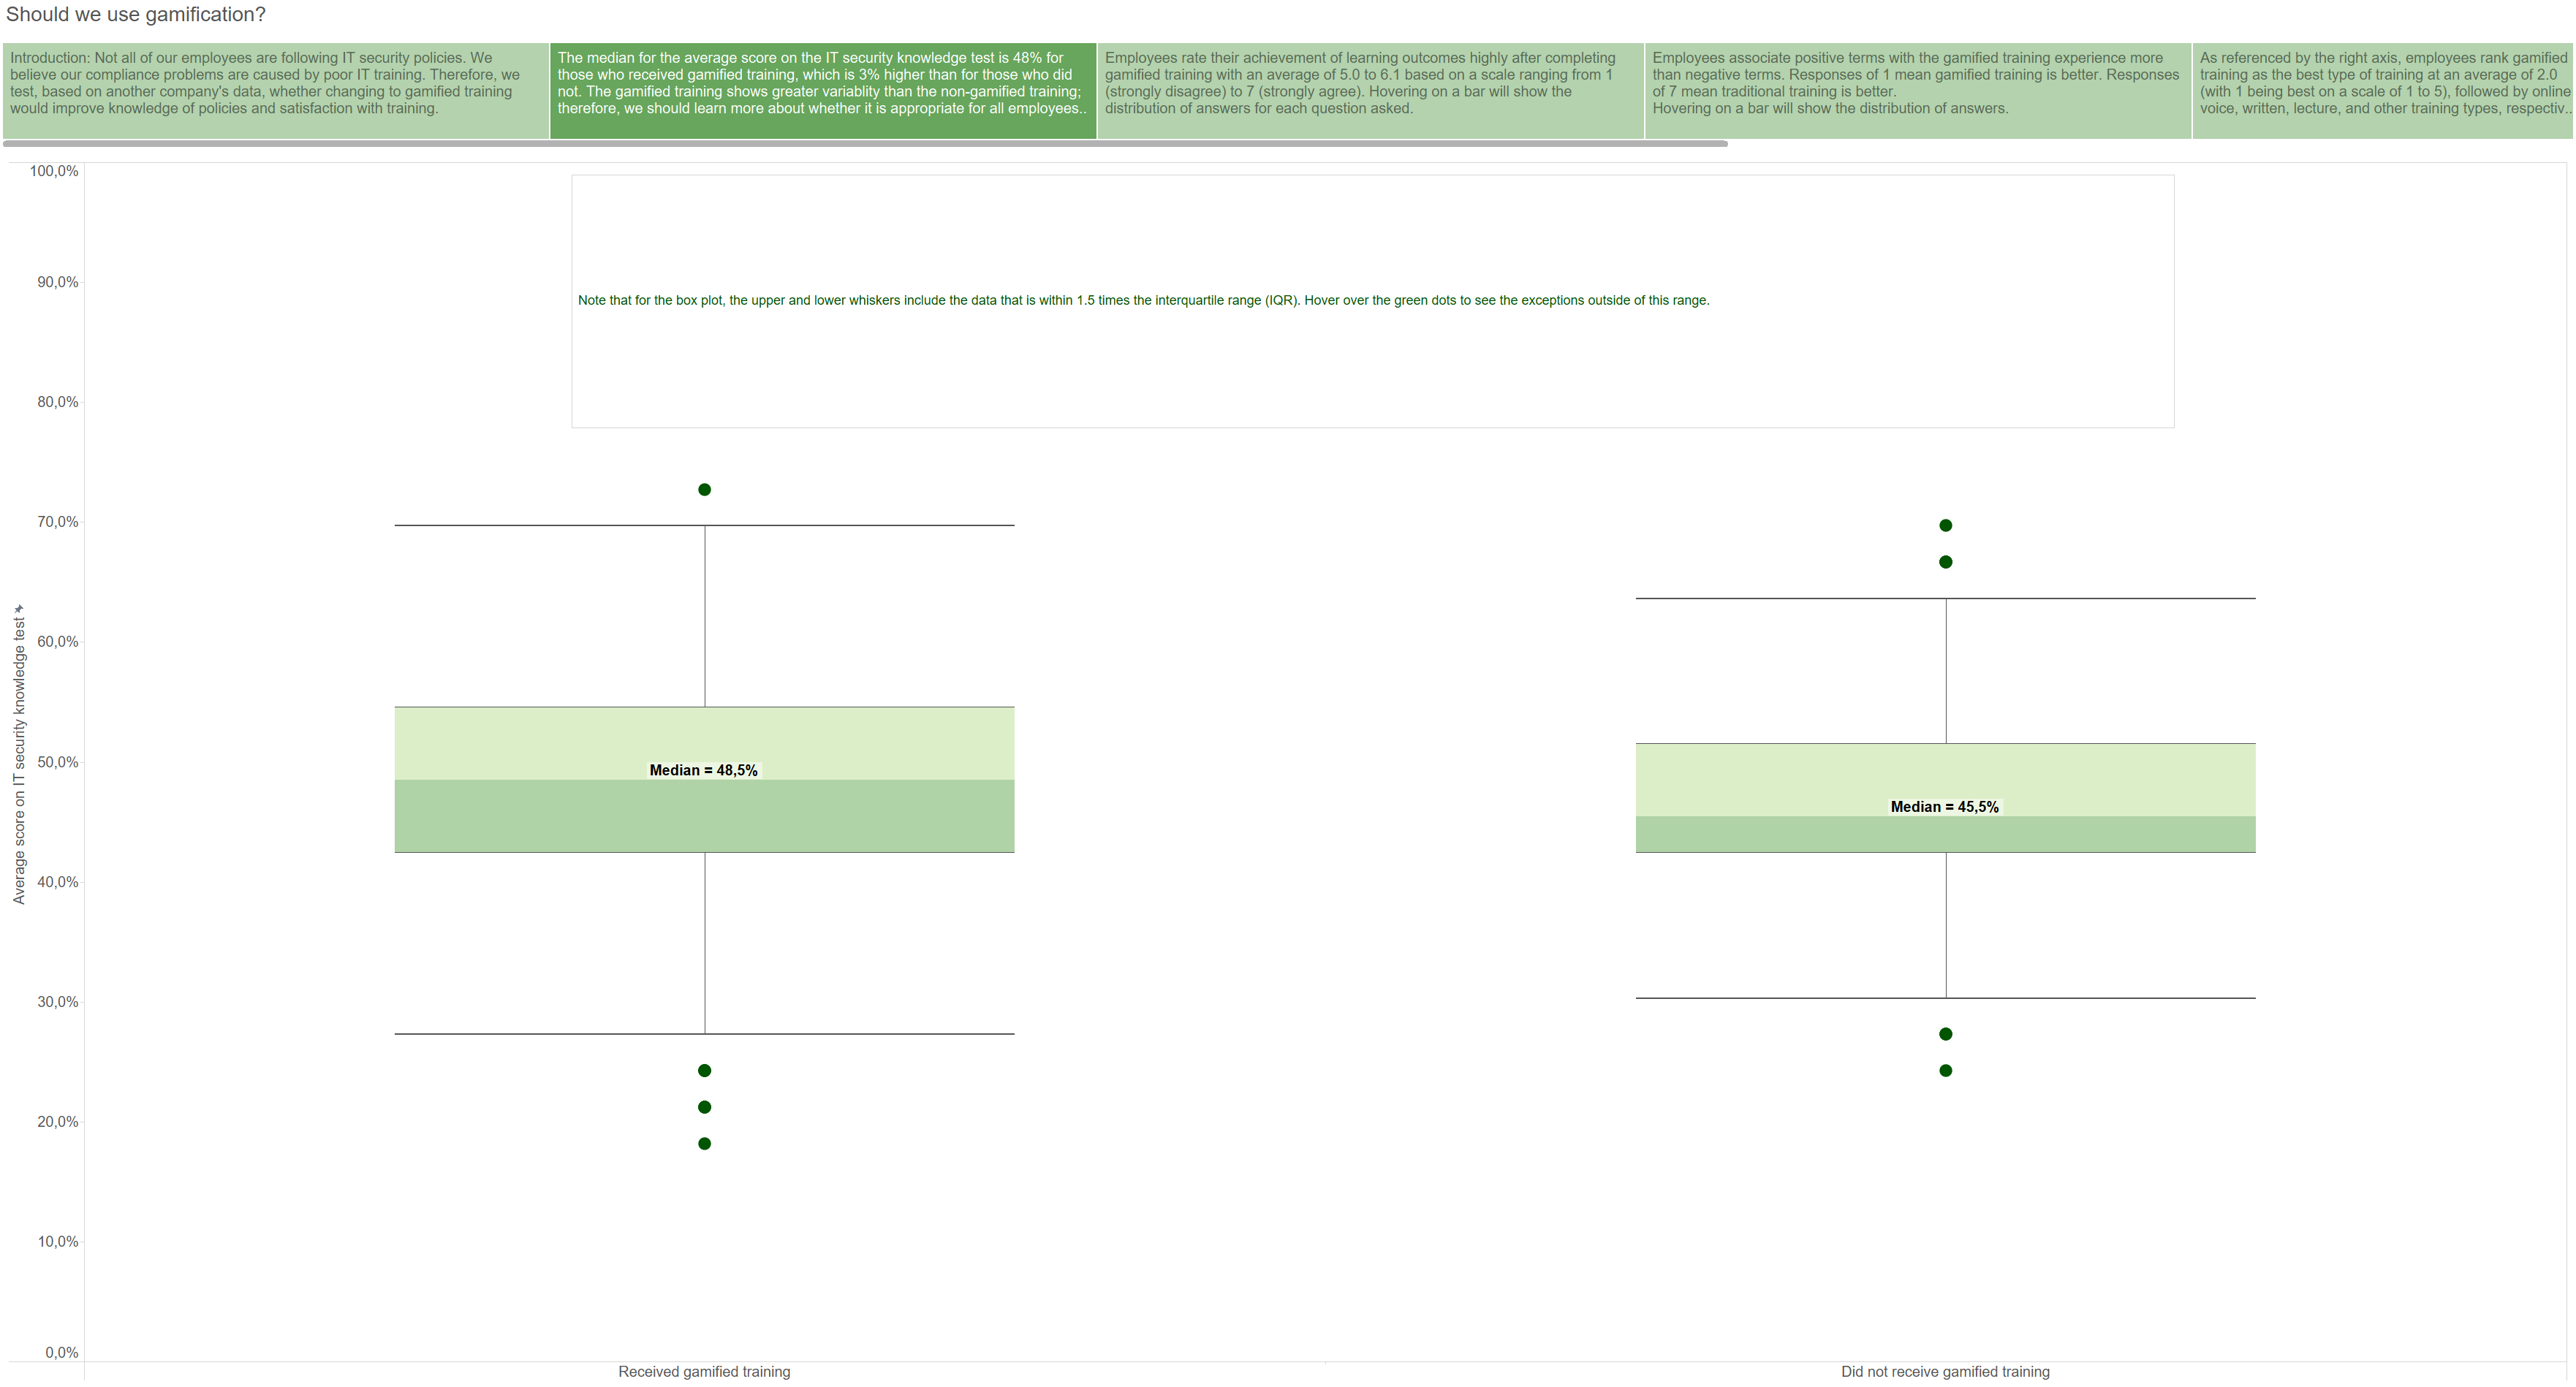 Should we use gamification?
Introduction: Not all of our employees are following IT security policies. We
believe our compliance problems are caused by poor IT training. Therefore, we
test, based on another company's data, whether changing to gamified training
would improve knowledge of policies and satisfaction with training.
The median for the average score on the IT security knowledge test is 48% for
those who received gamified training, which is 3% higher than for those who did
not. The gamified training shows greater variablity than the non-gamified training;
therefore, we should learn more about whether it is appropriate for all employees..
Employees rate their achievement of learning outcomes highly after completing
gamified training with an average of 5.0 to 6.1 based on a scale ranging from 1
(strongly disagree) to 7 (strongly agree). Hovering on a bar will show the
distribution of answers for each question asked.
Employees associate positive terms with the gamified training experience more
than negative terms. Responses of 1 mean gamified training is better. Responses
of 7 mean traditional training is better.
Hovering on a bar will show the distribution of answers.
As referenced by the right axis, employees rank gamified
training as the best type of training at an average of 2.0
(with 1 being best on a scale of 1 to 5), followed by online
voice, written, lecture, and other training types, respectiv..
Average score on IT security knowledge test
100,0%
90,0%
80,0%
70,0%
60,0%
50,0%
40,0%
30,0%
20,0%
10,0%
0,0%
Note that for the box plot, the upper and lower whiskers include the data that is within 1.5 times the interquartile range (IQR). Hover over the green dots to see the exceptions outside of this range.
Median = 48,5%
Median = 45,5%
Received gamified training
Did not receive gamified training